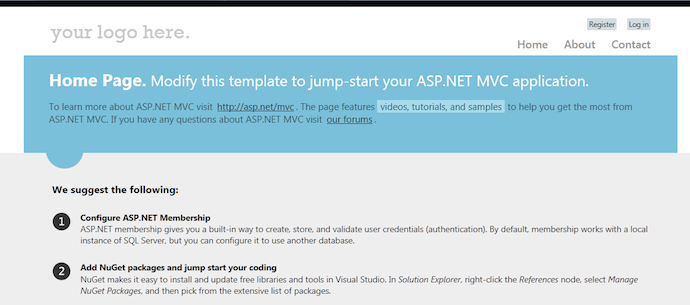 your logo here.
Register Log in
Home About Contact
Home Page. Modify this template to jump-start your ASP.NET MVC application.
To learn more about ASP.NET MVC visit http://asp.net/mvc . The page features videos, tutorials, and samples to help you get the most from
ASP.NET MVC. If you have any questions about ASP.NET MVC visit our forums .
We suggest the following:
1 Configure ASP.NET Membership
ASP.NET membership gives you a built-in way to create, store, and validate user credentials (authentication). By default, membership works with a local
instance of SQL Server, but you can configure it to use another database.
2 Add NuGet packages and jump start your coding
NuGet makes it easy to install and update free libraries and tools in Visual Studio. In Solution Explorer, right-click the References node, select Manage
NuGet Packages, and then pick from the extensive list of packages.